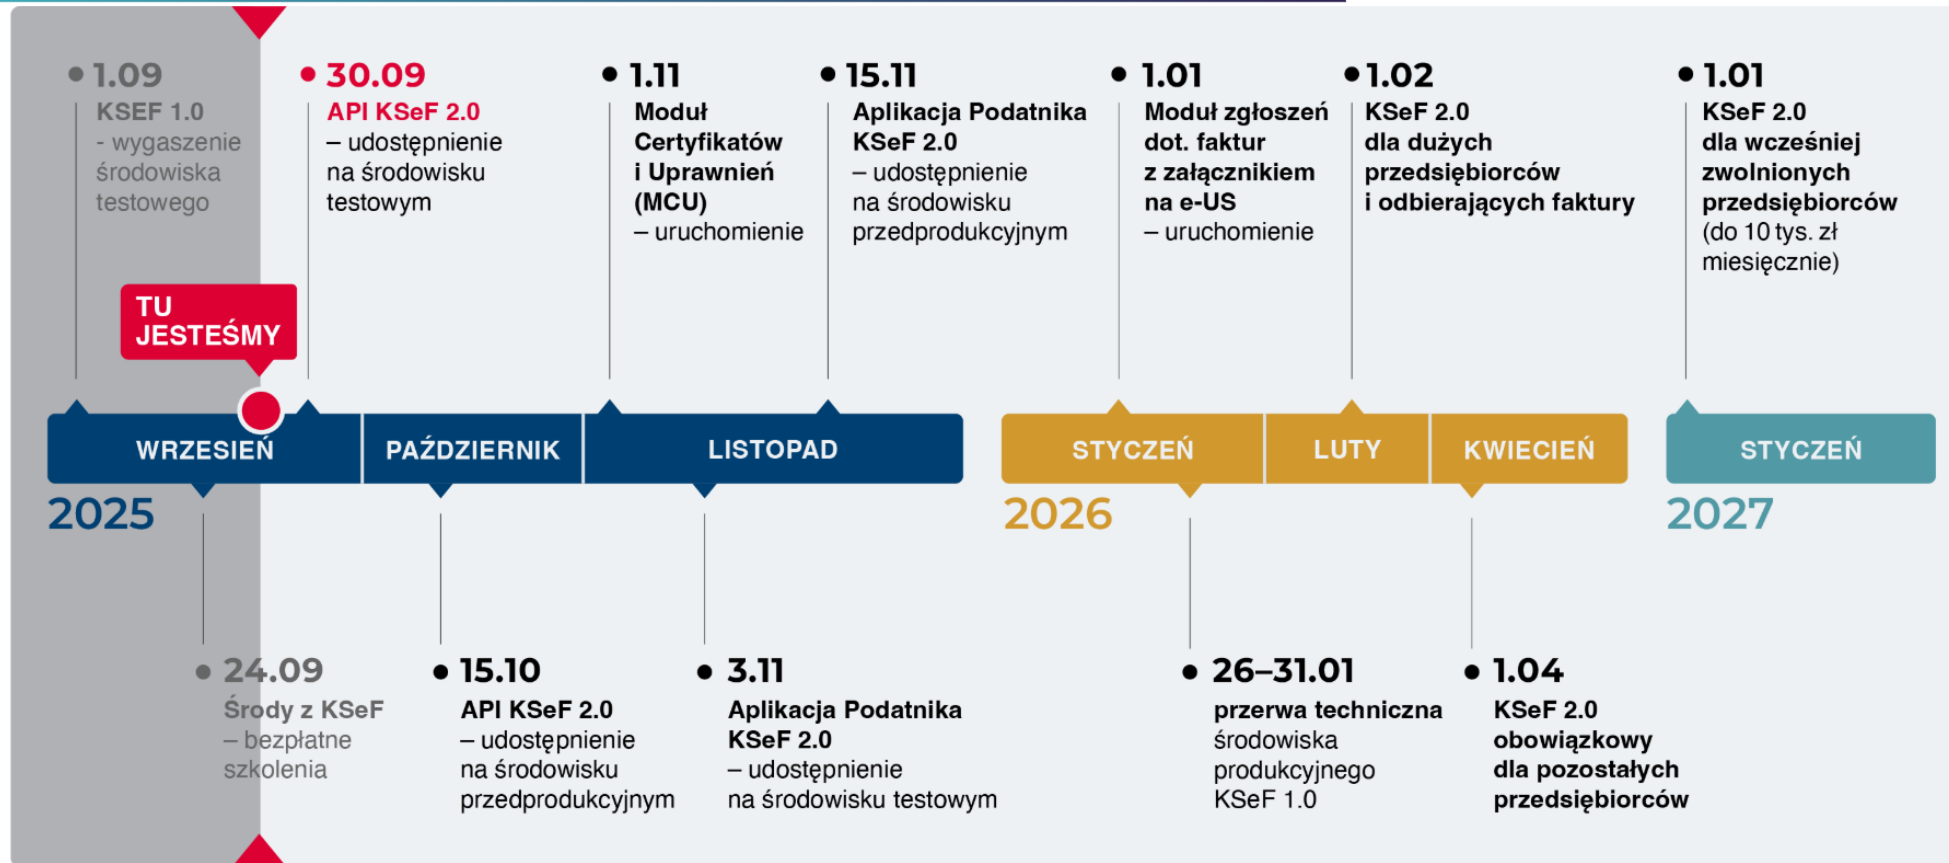 1.09
KSEF 1.0
- wygaszenie
środowiska
testowego
30.09
API KSeF 2.0
– udostępnienie
na środowisku
testowym
1.11
Moduł
Certyfikatów
i Uprawnień
(MCU)
– uruchomienie
15.11
Aplikacja Podatnika
KSeF 2.0
– udostępnienie
na środowisku
przedprodukcyjnym
1.01
Moduł zgłoszeń
dot. faktur
z załącznikiem
na e-US
– uruchomienie
1.02
KSeF 2.0
dla dużych
przedsiębiorców
i odbierających faktury
1.01
KSeF 2.0
dla wcześniej
zwolnionych
przedsiębiorców
(do 10 tys. zł
miesięcznie)
TU
JESTEŚMY
WRZESIEŃ
PAŹDZIERNIK
LISTOPAD
STYCZEŃ
LUTY
KWIECIEŃ
STYCZEŃ
2025
2026
2027
24.09
Środy z KSeF
– bezpłatne
szkolenia
15.10
API KSeF 2.0
– udostępnienie
na środowisku
przedprodukcyjnym
3.11
Aplikacja Podatnika
KSeF 2.0
– udostępnienie
na środowisku testowym
26–31.01
przerwa techniczna
środowiska
produkcyjnego
KSeF 1.0
1.04
KSeF 2.0
obowiązkowy
dla pozostałych
przedsiębiorców